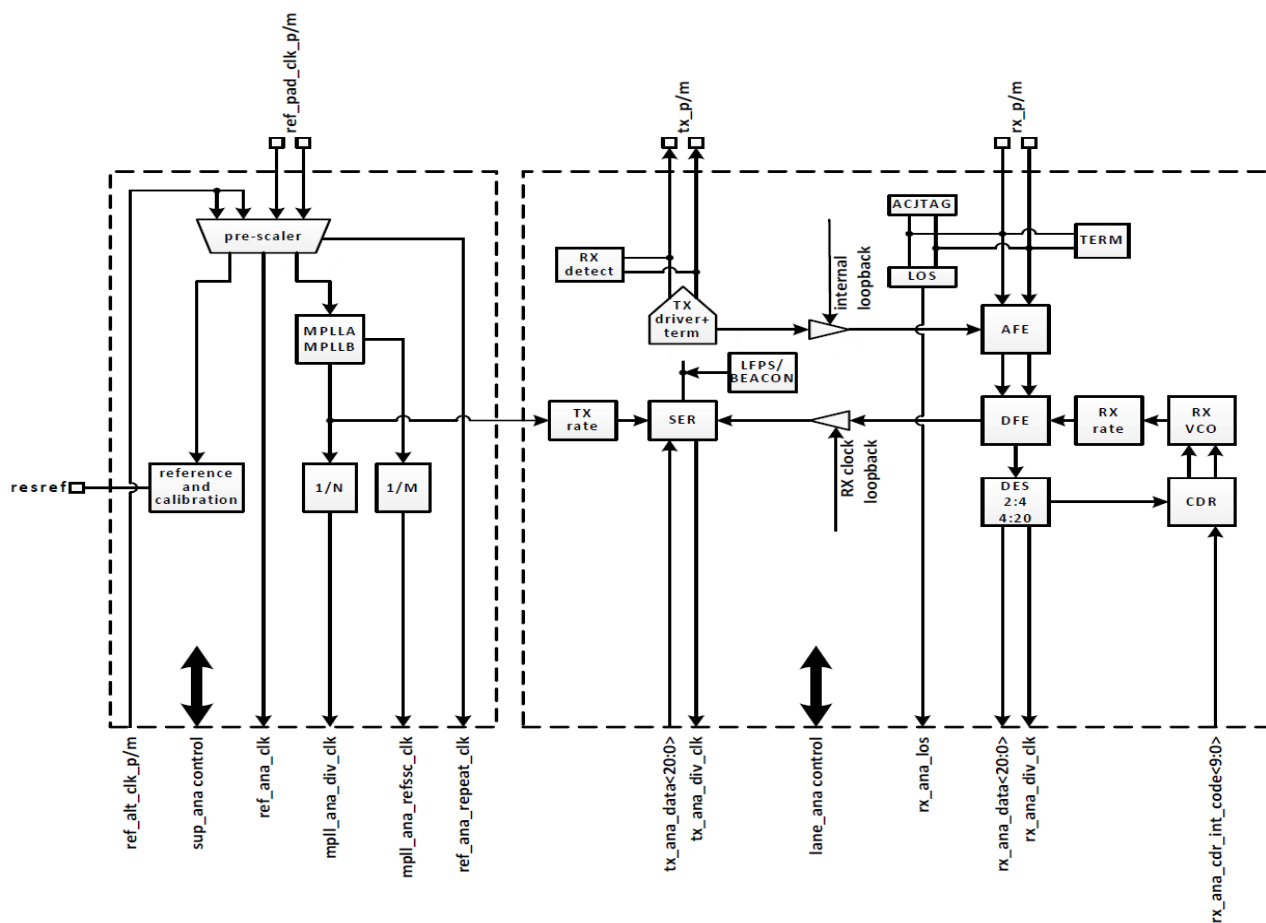 ref_pad_clk_p/m
tx_p/m
rx_p/m
pre-scaler
RX
detect
TX
driver+
term
internal
loopback
ACJTAG
LOS
TERM
MPLLA
MPLLB
AFE
LFPS/
BEACON
TX
rate
SER
RX clock
loopback
DFE
RX
rate
RX
VCO
resref
reference
and
calibration
1/N
1/M
DES
2:4
4:20
CDR
ref_alt_clk_p/m
sup_ana control
ref_ana_clk
mpll_ana_div_clk
mpll_ana_refssc_clk
ref_ana_repeat_clk
tx_ana_data<20:0>
tx_ana_div_clk
lane_ana control
rx_ana_los
rx_ana_data<20:0>
rx_ana_div_clk
rx_ana_cdr_int_code<9:0>